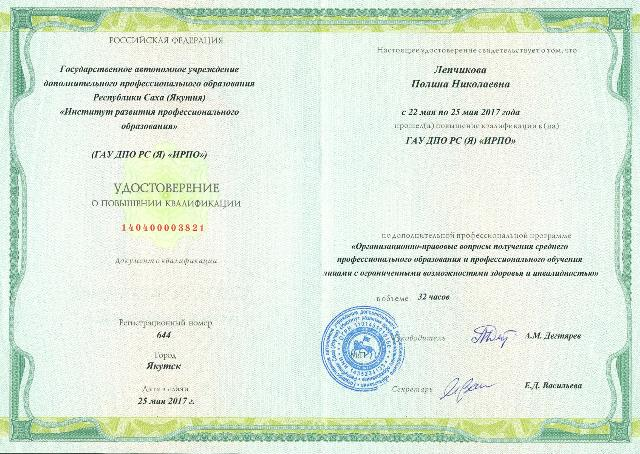 РОССИЙСКАЯ ФЕДЕРАЦИЯ
Государственное автономное учреждение
дополнительного профессионального образования
Республики Саха (Якутия)
«Институт развития профессионального
образования»
(ГАУ ДПО РС (Я) «ИРПО»)
УДОСТОВЕРЕНИЕ
О ПОВЫШЕНИИ КВАЛИФИКАЦИИ
140400003821
Документ о квалификации
Регистрационный номер
644
Город
Якутск
Дата выдачи
25 мая 2017 г.
Настоящее удостоверение свидетельствует о том, что
Лепчикова
Полина Николаевна
с 22 мая по 25 мая 2017 года
прошел(а) повышение квалификации в (на)
ГАУ ДПО РС (Я) «ИРПО»
по дополнительной профессиональной программе
«Организационно-правовые вопросы получения среднего
профессионального образования и профессионального обучения
лицами с ограниченными возможностями здоровья и инвалидностью»
в объеме 32 часов
Руководитель А.М. Дегтярев
Секретарь Е.Д. Васильева